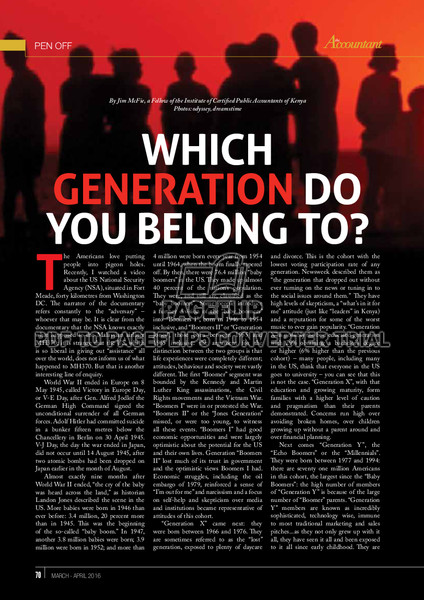 PEN OFF
Accountant
By Jim McFie, a Fellow of the Institute of Certified Public Accountants of Kenya
Photos: odyssey, dreamstime
WHICH
GENERATION DO
YOU BELONG TO?
The Americans love putting
people into pigeon holes.
Recently, I watched a video
about the US National Security
Agency (NSA), situated in Fort
Meade, forty kilometres from Washington
DC. The narrator of the documentary
refers constantly to the "adversary" –
whoever that may be. It is clear from the
documentary that the NSA knows exactly
is so liberal in giving out "assistance" all
over the world, does not inform us of what
happened to MH370. But that is another
interesting line of enquiry.
World War II ended in Europe on 8
May 1945, called Victory in Europe Day,
or V-E Day, after Gen. Alfred Jodl of the
German High Command signed the
unconditional surrender of all German
forces. Adolf Hitler had committed suicide
in a bunker fifteen metres below the
Chancellery in Berlin on 30 April 1945.
V-J Day, the day the war ended in Japan,
did not occur until 14 August 1945, after
two atomic bombs had been dropped on
Japan earlier in the month of August.
Almost exactly nine months after
World War II ended, "the cry of the baby
was heard across the land," as historian
Landon Jones described the scene in the
US. More babies were born in 1946 than
ever before: 3.4 million, 20 percent more
than in 1945. This was the beginning
of the so-called "baby boom." In 1947,
another 3.8 million babies were born; 3.9
million were born in 1952; and more than
4 million were born every year from 1954
until 1964, when the boom finally tapered
off. By then, there were 76.4 million "baby
boomers" in the US. They made up almost
40 percent of the nation's population.
distinction between the two groups is that
life experiences were completely different;
attitudes, behaviour and society were vastly
different. The first "Boomer" segment was
bounded by the Kennedy and Martin
Luther King assassinations, the Civil
Rights movements and the Vietnam War.
"Boomers I" were in or protested the War.
"Boomers II" or the "Jones Generation"
missed, or were too young, to witness
all these events. "Boomers I" had good
economic opportunities and were largely
optimistic about the potential for the US
and their own lives. Generation "Boomers
II" lost much of its trust in government
and the optimistic views Boomers I had.
Economic struggles, including the oil
embargo of 1979, reinforced a sense of
"I'm out for me" and narcissism and a focus
on self-help and skepticism over media
and institutions became representative of
attitudes of this cohort.
"Generation X" came next: they
were born between 1966 and 1976. They
are sometimes referred to as the "lost"
generation, exposed to plenty of daycare
and divorce. This is the cohort with the
lowest voting participation rate of any
generation. Newsweek described them as
"the generation that dropped out without
ever turning on the news or tuning in to
the social issues around them." They have
high levels of skepticism, a "what's in it for
me" attitude (just like "leaders" in Kenya)
and a reputation for some of the worst
music to ever gain popularity. "Generation
or higher (6% higher than the previous
cohort) – many people, including many
in the US, think that everyone in the US
goes to university – you can see that this
is not the case. "Generation X", with that
education and growing maturity, form
families with a higher level of caution
and pragmatism than their parents
demonstrated. Concerns run high over
avoiding broken homes, over children
growing up without a parent around and
over financial planning.
Next comes "Generation Y", the
"Echo Boomers" or the "Millennials".
They were born between 1977 and 1994:
there are seventy one million Americans
in this cohort, the largest since the "Baby
Boomers": the high number of members
of "Generation Y" is because of the large
number of "Boomer" parents. "Generation
Y" members are known as incredibly
sophisticated, technology wise, immune
to most traditional marketing and sales
pitches...as they not only grew up with it
all, they have seen it all and been exposed
to it all since early childhood. They are
PAGEFLIP
PDF TO PAGEFLIPS CONVERTER TRIAL
70 MARCH - APRIL 2016